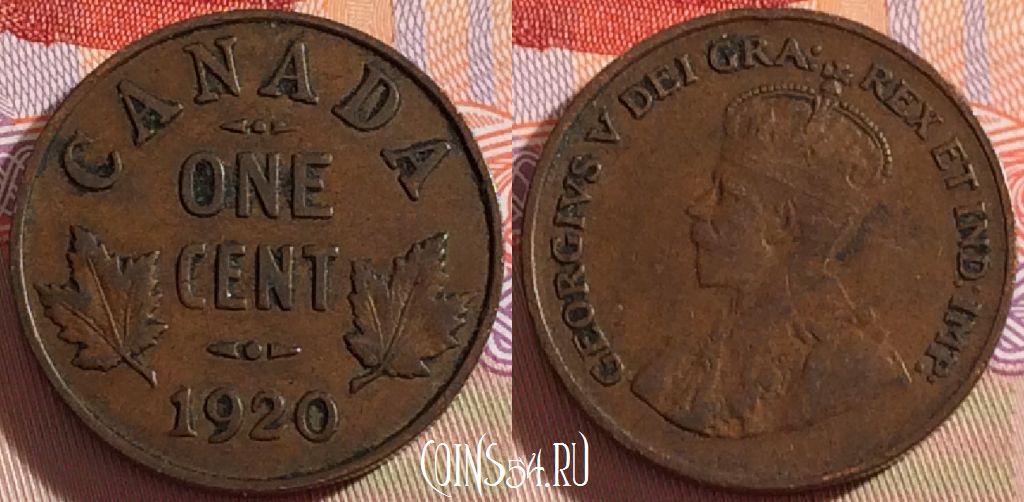 CANADA
ONE
CENT
1920
GEORGIVS V DEI GRA: REX ET IND: IMP:
COINS54.RU